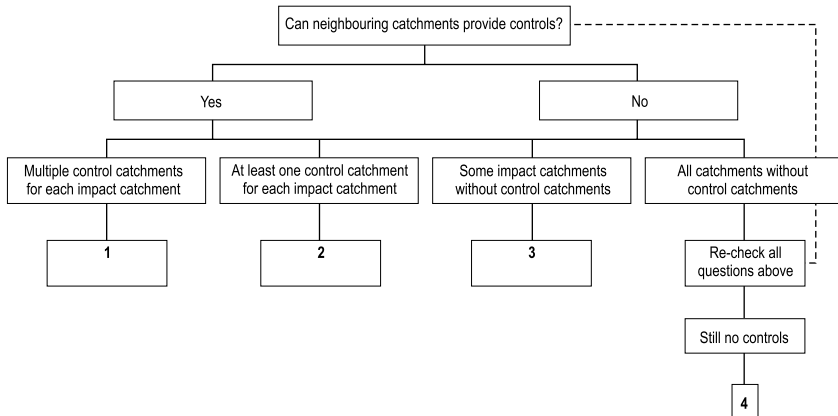 Can neighbouring catchments provide controls?
Yes
No
Multiple control catchments
for each impact catchment
At least one control catchment
for each impact catchment
Some impact catchments
without control catchments
All catchments without
control catchments
1
2
3
Re-check all
questions above
Still no controls
4